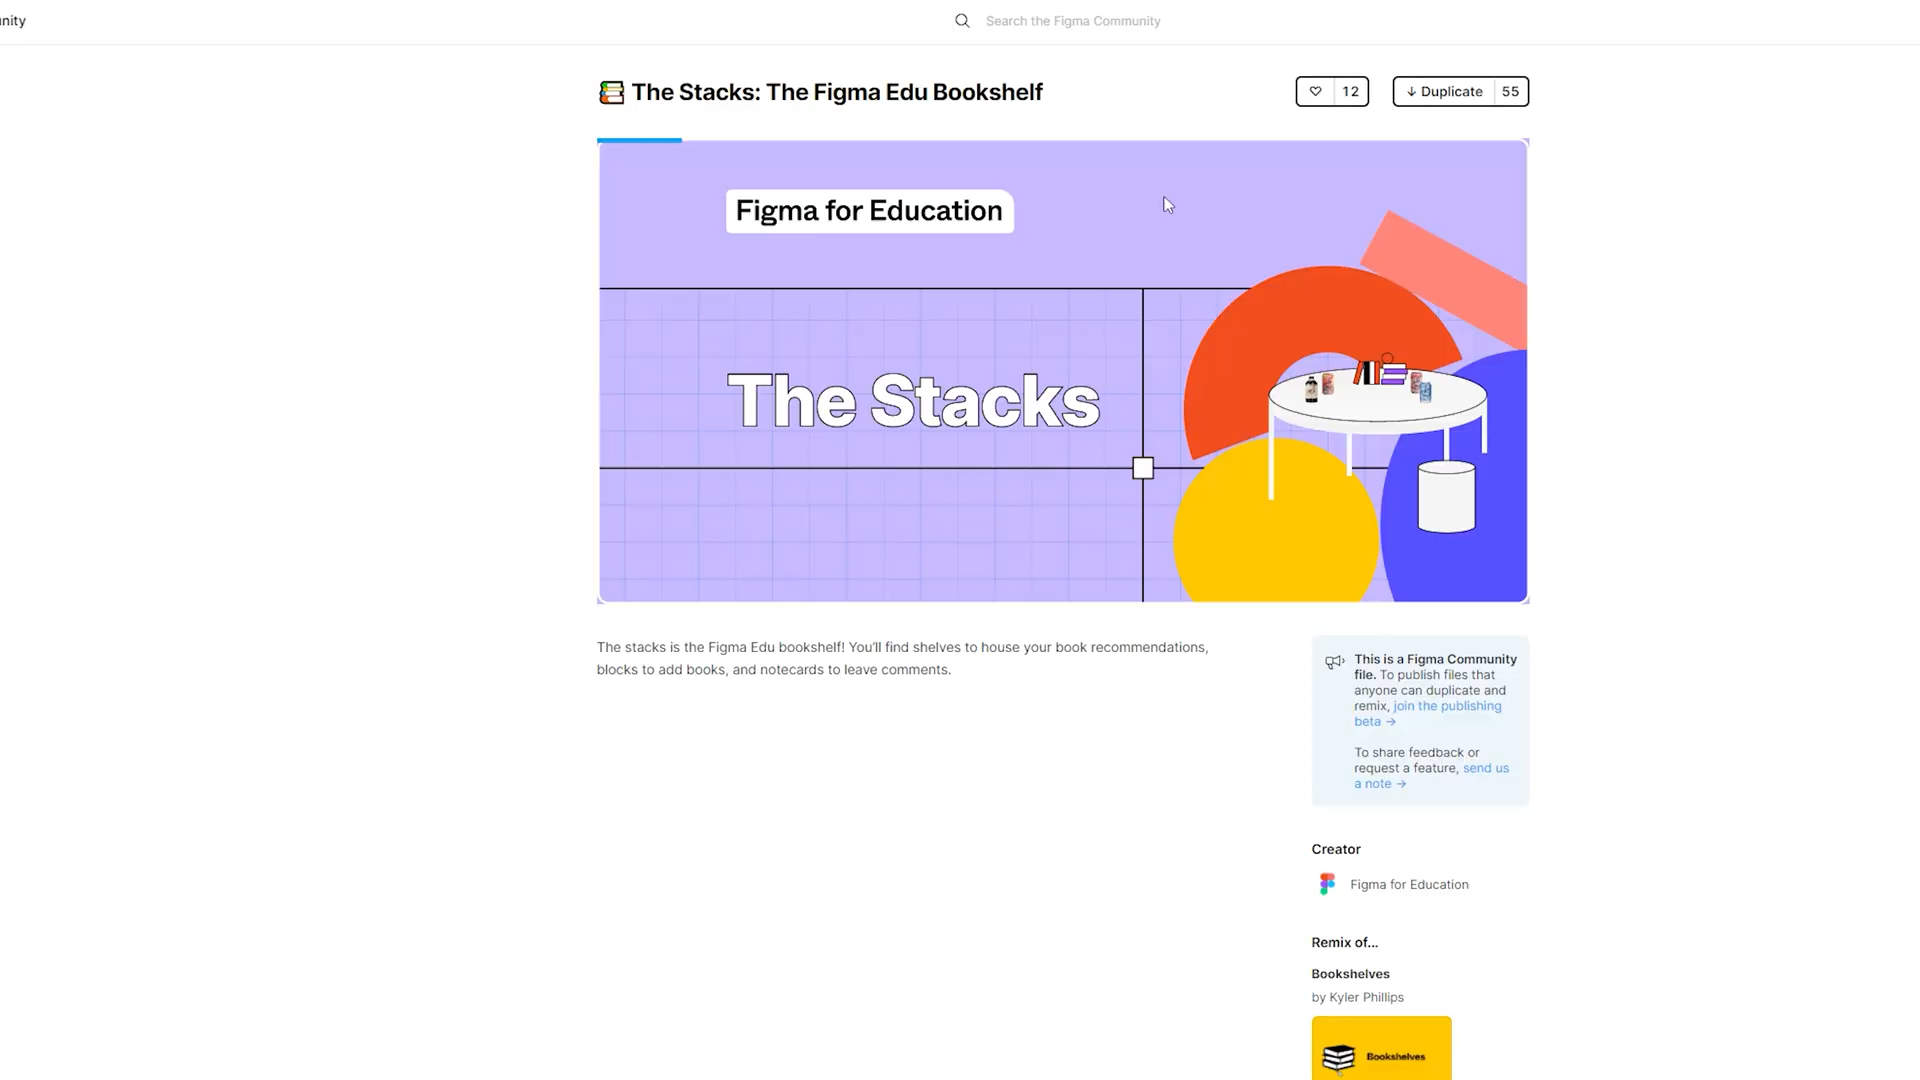 nity
Search the Figma Community
The Stacks: The Figma Edu Bookshelf
12
↓ Duplicate
55
Figma for Education
The Stacks
The stacks is the Figma Edu bookshelf! You'll find shelves to house your book recommendations,
blocks to add books, and notecards to leave comments.
This is a Figma Community
file. To publish files that
anyone can duplicate and
remix, join the publishing
beta →
To share feedback or
request a feature, send us
a note →
Creator
Figma for Education
Remix of...
Bookshelves
by Kyler Phillips
Bookshelves